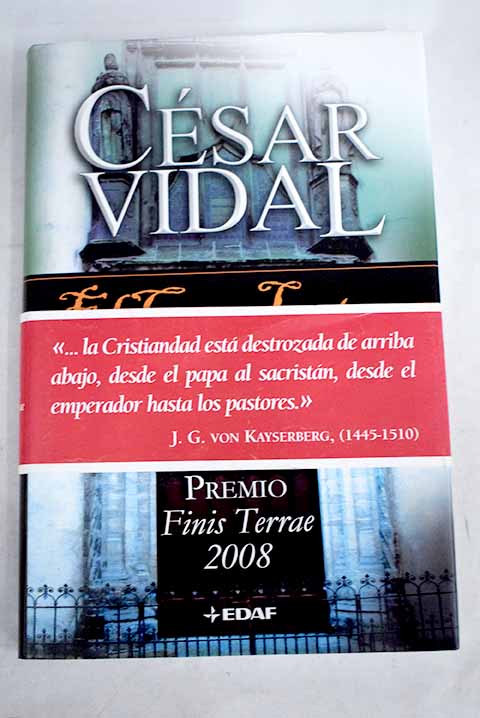 CÉSAR
VIDAL
«... la Cristiandad está destrozada de arriba
abajo, desde el papa al sacristán, desde el
emperador hasta los pastores.»
J. G. VON KAYSERBERG, (1445-1510)
PREMIO
Finis Terrae
2008
EDAF